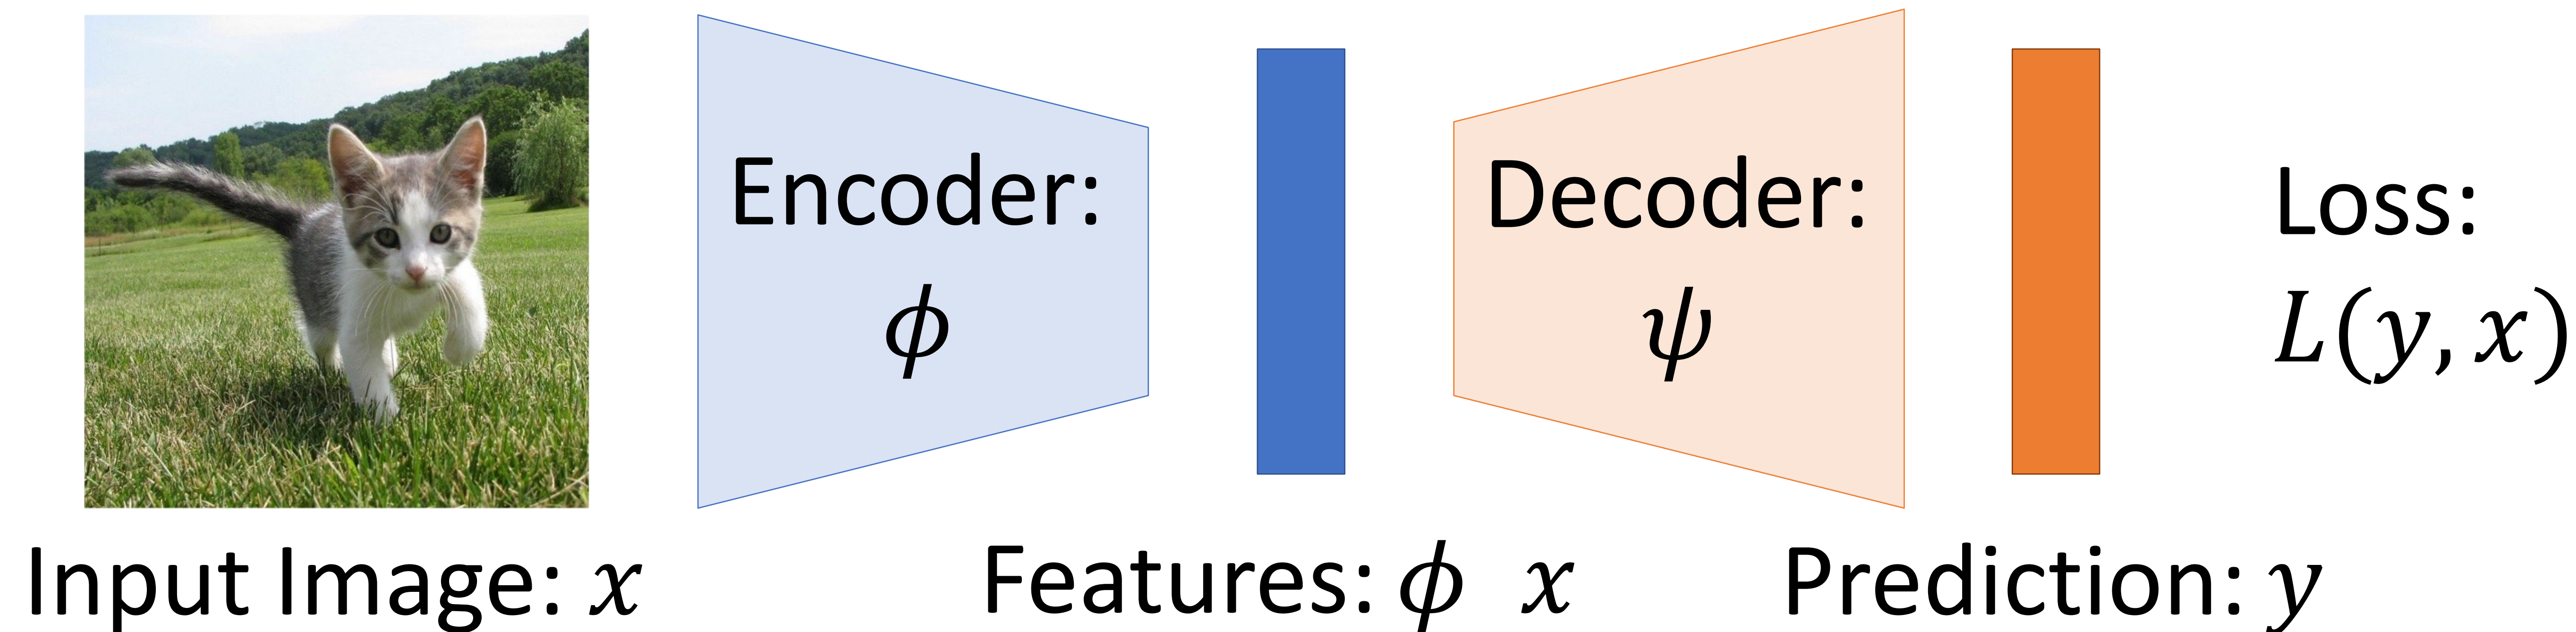 Encoder:
ϕ
Decoder:
ψ
Loss:
L(y, x)
Input Image: x
Features: ϕ x
Prediction: y